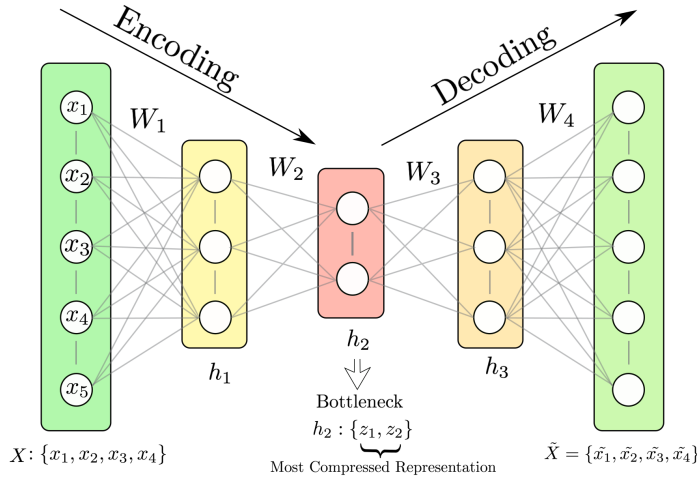 Encoding
Decoding
W₁
W₂
W₃
W₄
x₁
x₂
x₃
x₄
x₅
h₁
h₂
h₃
Bottleneck
h₂ : {z₁, z₂}
Most Compressed Representation
X: {x₁, x₂, x₃, x₄}
X̃ = {x̃₁, x̃₂, x̃₃, x̃₄}